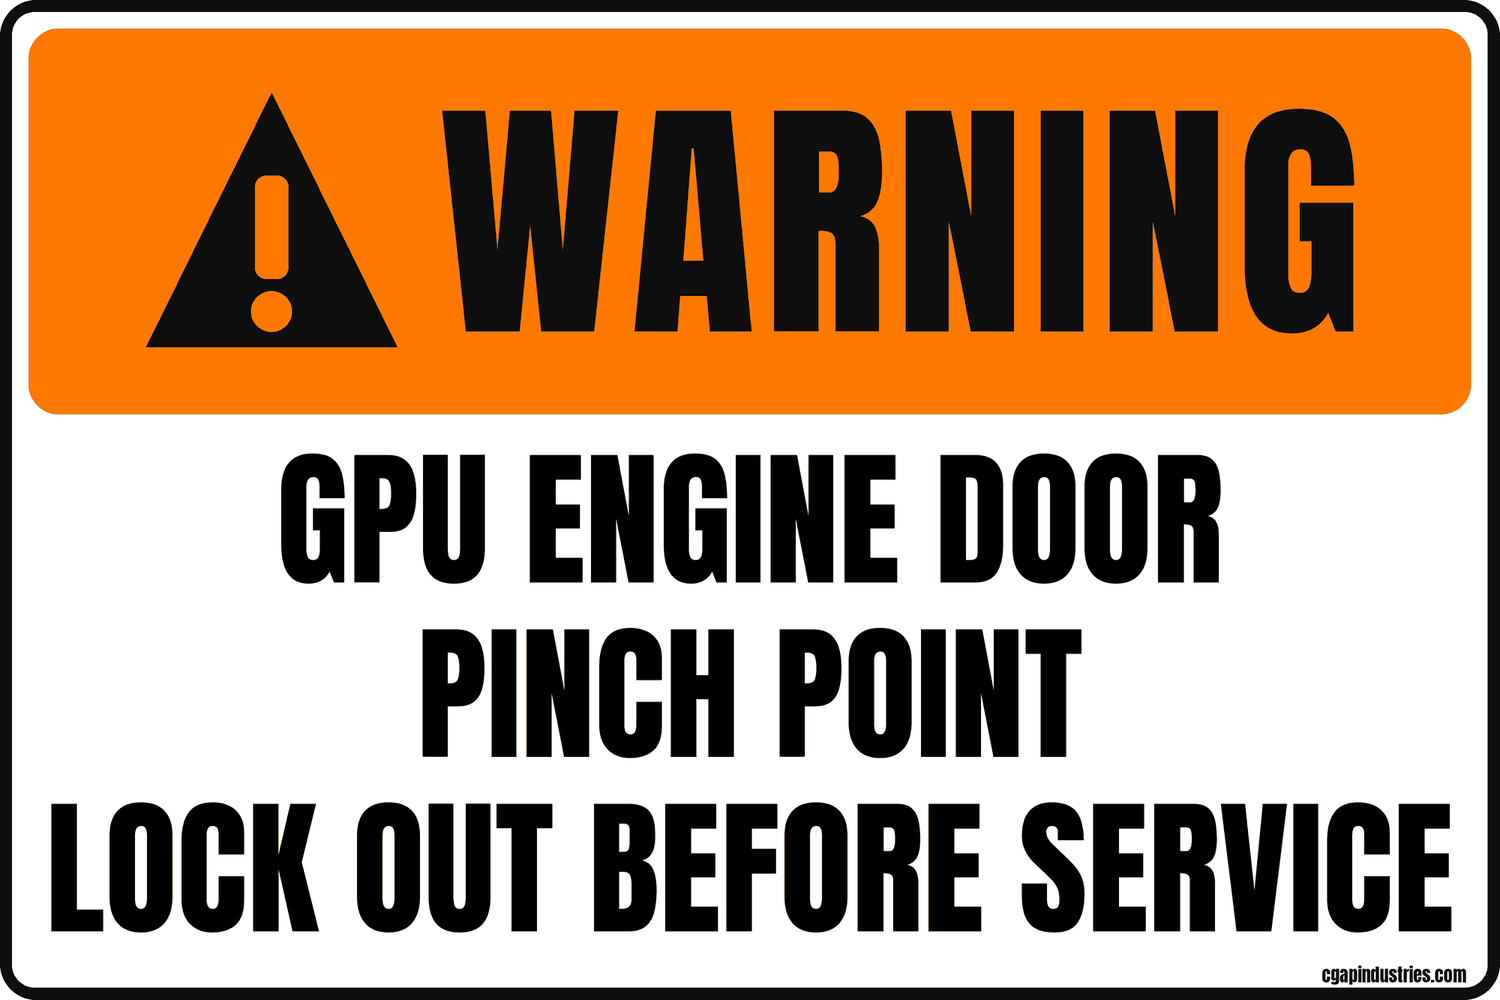 WARNING
GPU ENGINE DOOR
PINCH POINT
LOCK OUT BEFORE SERVICE
cgapindustries.com